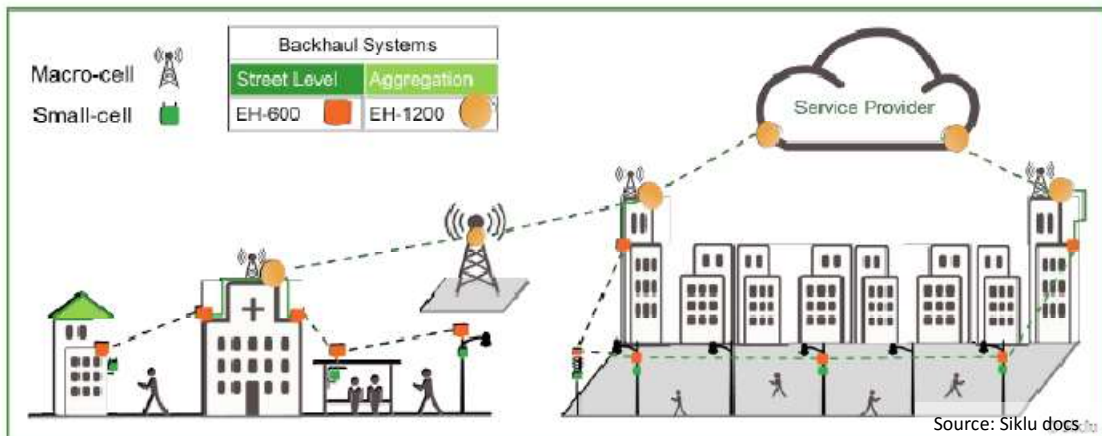 Backhaul Systems
Macro-cell
Street Level Aggregation
Small-cell
EH-600 EH-1200
Service Provider
Source: Siklu docs